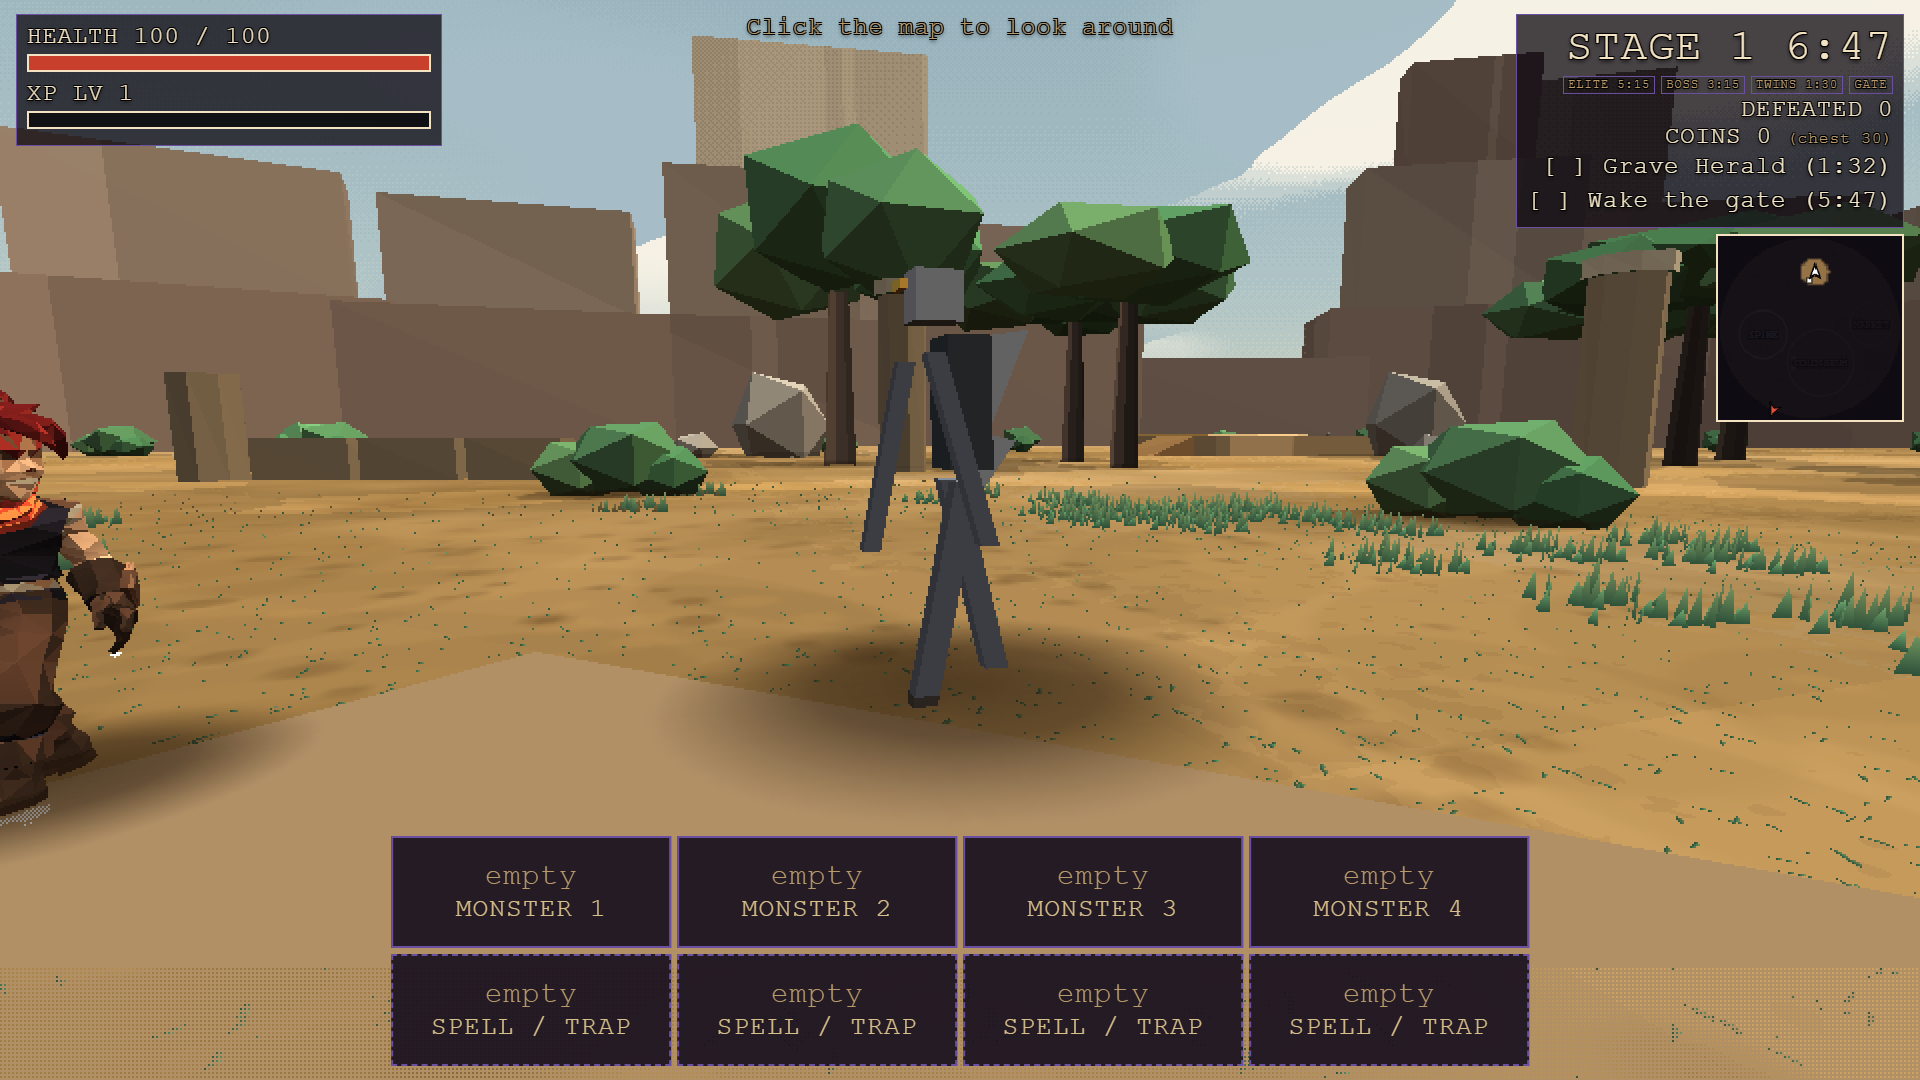 HEALTH 100 / 100
XP LV 1
Click the map to look around
STAGE 1 6:47
ELITE 5:15 BOSS 3:15 TWINS 1:30 GATE
DEFEATED 0
COINS 0 (chest 30)
[ ] Grave Herald (1:32)
[ ] Wake the gate (5:47)
empty empty empty empty
MONSTER 1 MONSTER 2 MONSTER 3 MONSTER 4
empty empty empty empty
SPELL / TRAP SPELL / TRAP SPELL / TRAP SPELL / TRAP